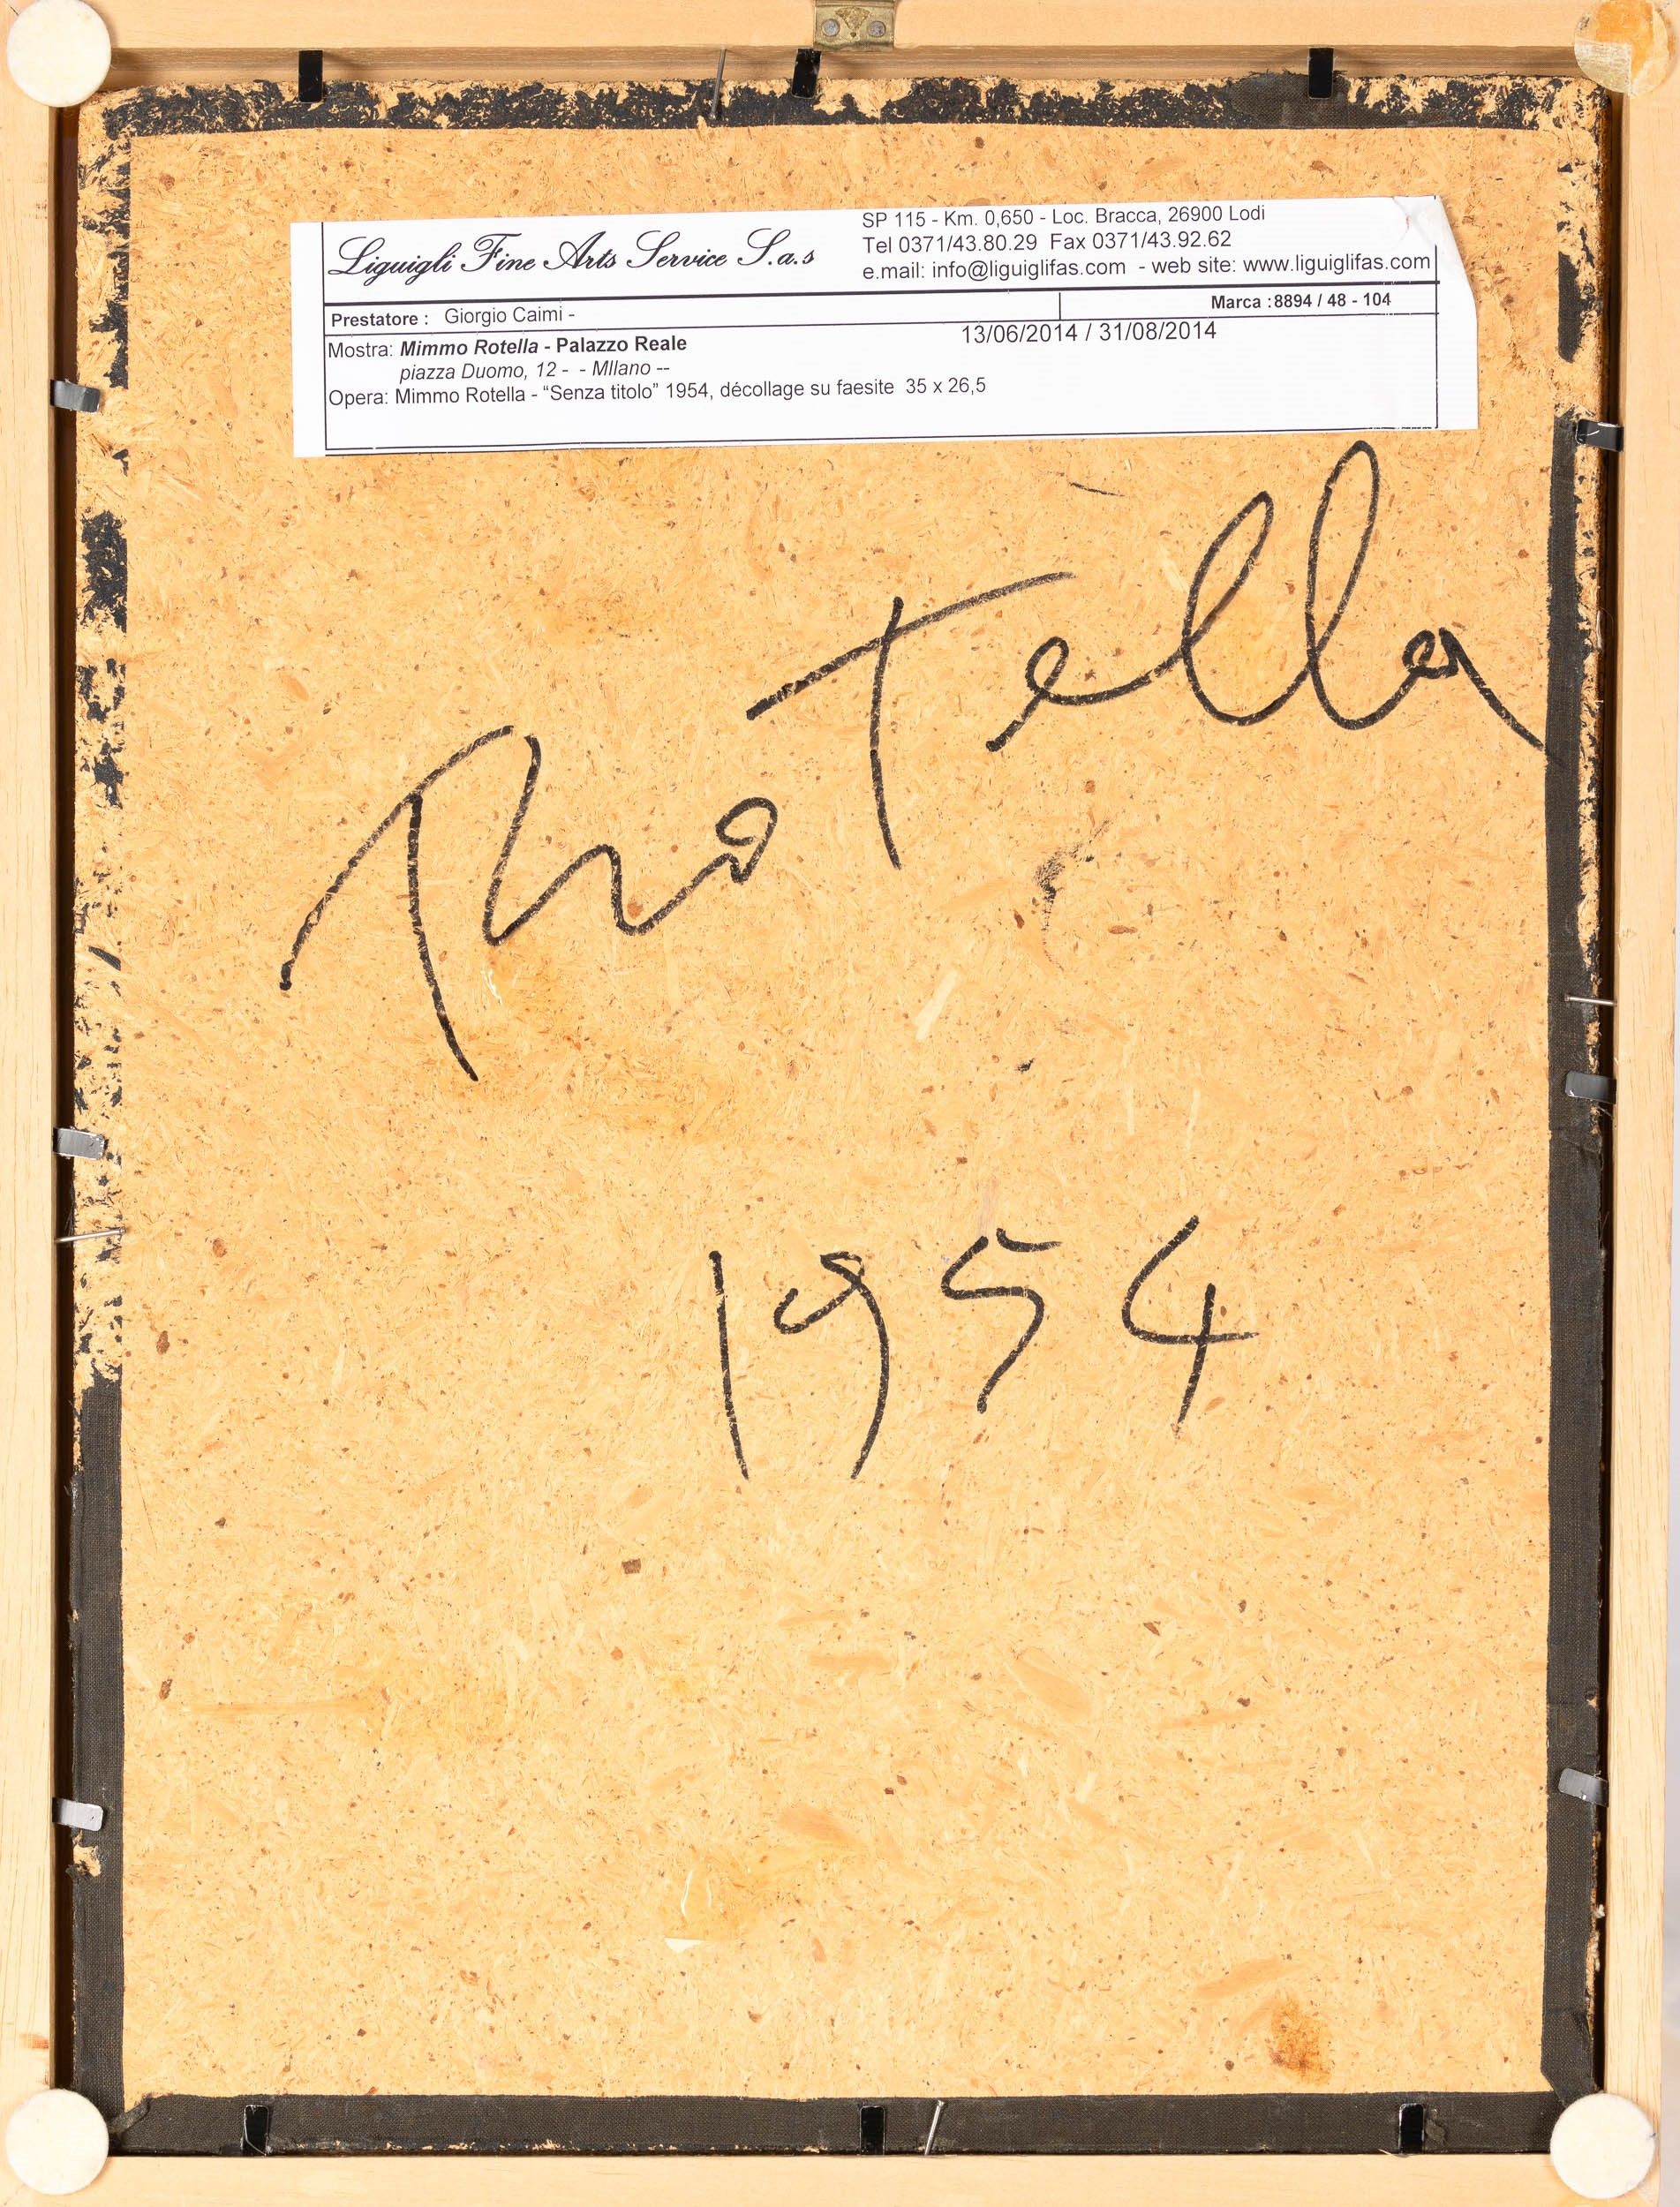 Liguigli Fine Arts Service S.a.s
SP 115 - Km. 0,650 - Loc. Bracca, 26900 Lodi
Tel 0371/43.80.29 Fax 0371/43.92.62
e.mail: info@liguiglifas.com - web site: www.liguiglifas.com
Prestatore : Giorgio Caimi -
Marca :8894 / 48 - 104
Mostra: Mimmo Rotella - Palazzo Reale 13/06/2014 / 31/08/2014
piazza Duomo, 12 - - MIlano --
Opera: Mimmo Rotella - “Senza titolo” 1954, décollage su faesite 35 x 26,5
Rotella
1954